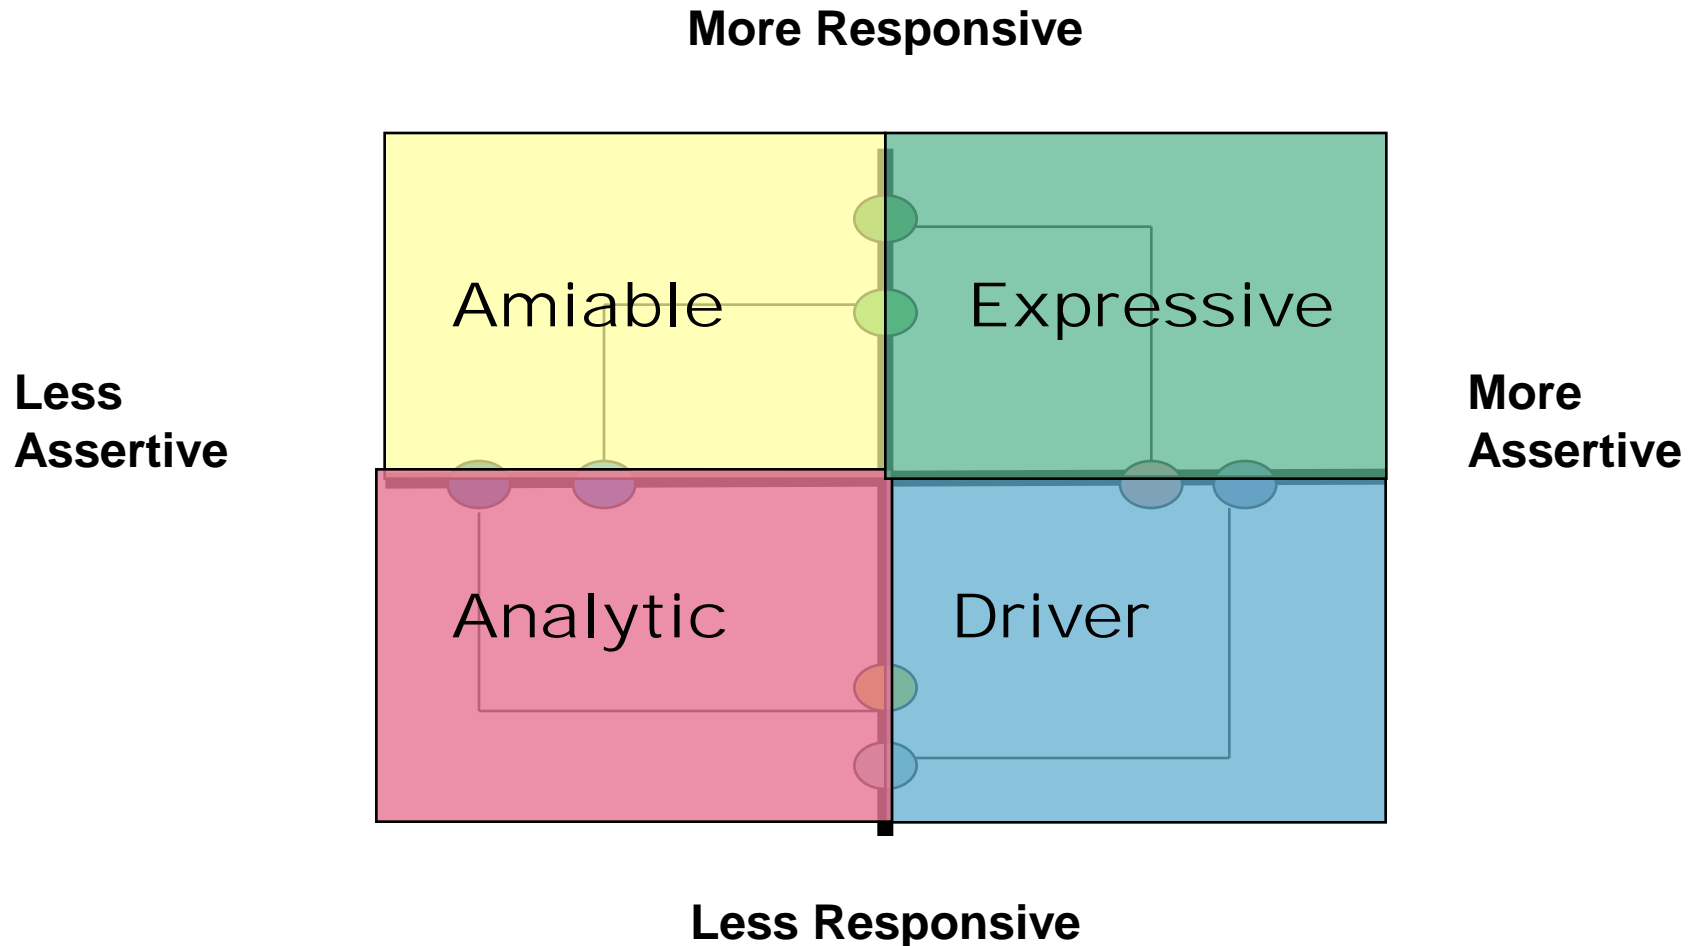 More Responsive
Amiable
Expressive
Less
Assertive
More
Assertive
Analytic
Driver
Less Responsive